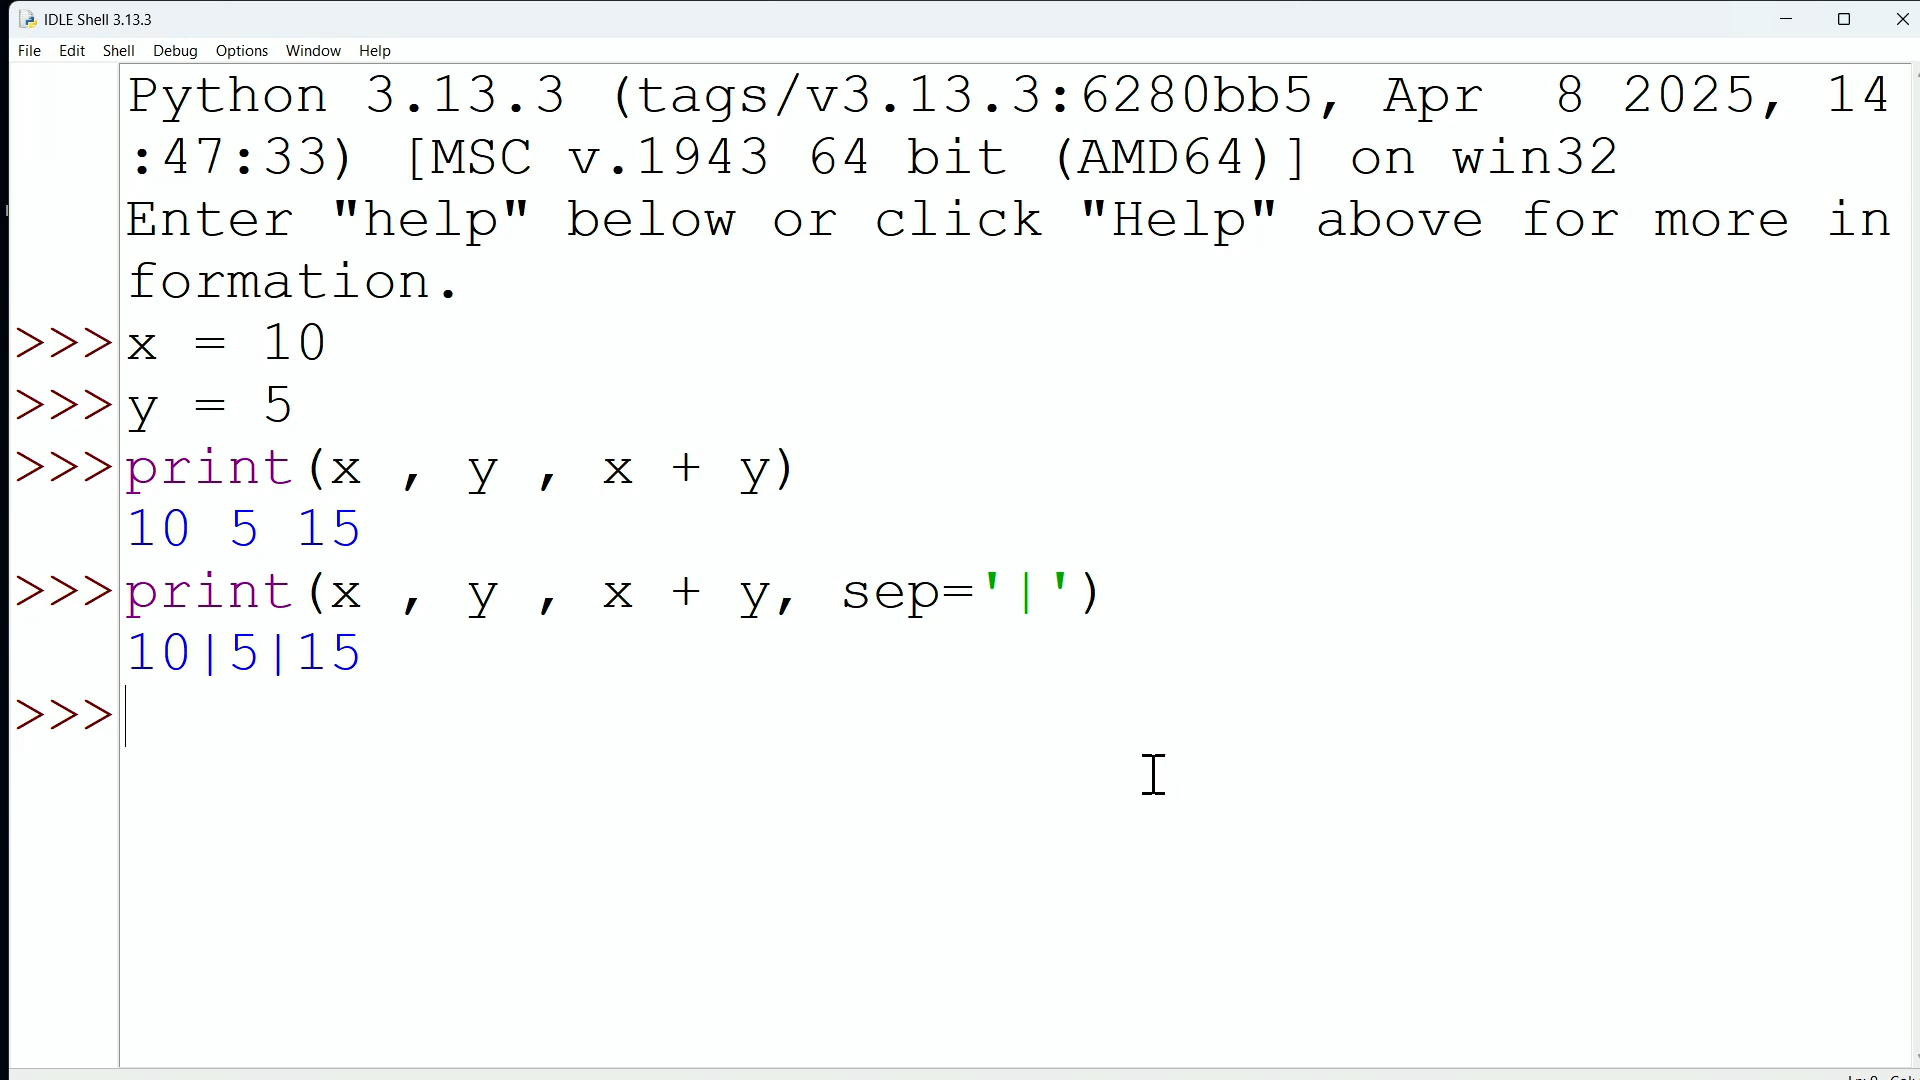 IDLE Shell 3.13.3
File Edit Shell Debug Options Window Help
Python 3.13.3 (tags/v3.13.3:6280bb5, Apr  8 2025, 14
:47:33) [MSC v.1943 64 bit (AMD64)] on win32
Enter "help" below or click "Help" above for more in
formation.
>>> x = 10
>>> y = 5
>>> print(x , y , x + y)
10 5 15
>>> print(x , y , x + y, sep='|')
10|5|15
>>>